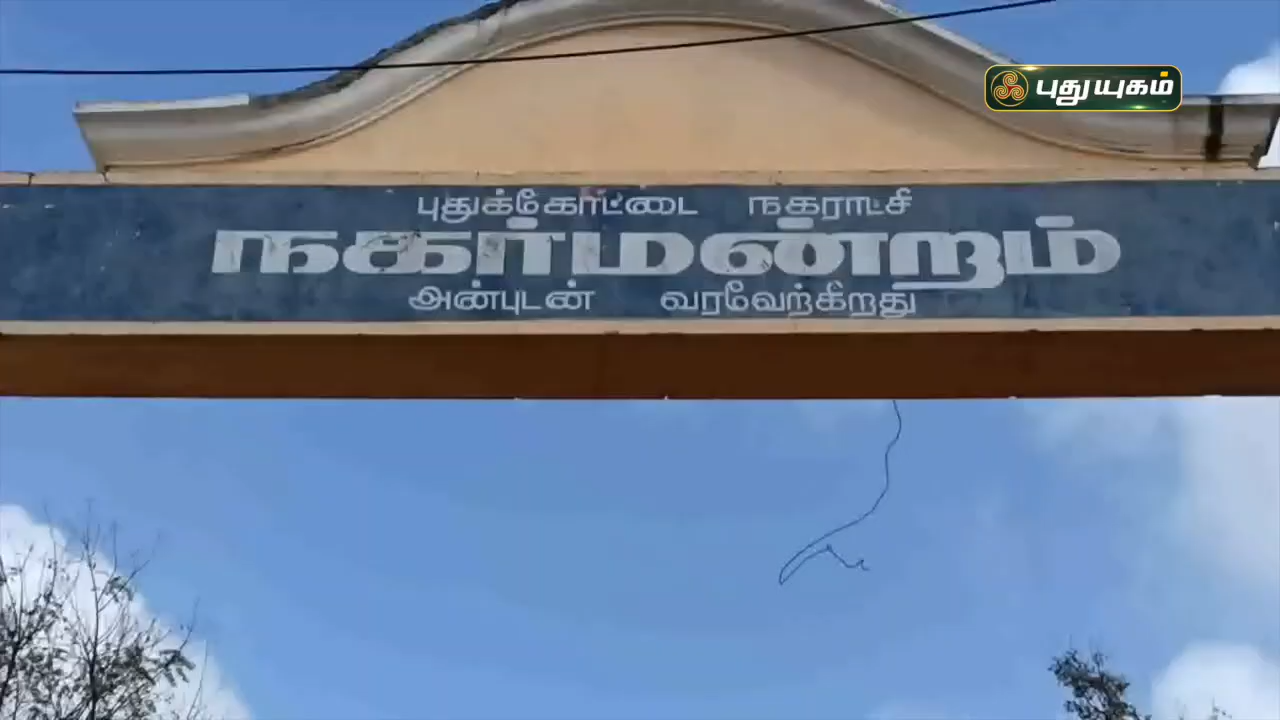 புதுயுகம்
புதுக்கோட்டை நகராட்சி
நகர்மன்றம்
அன்புடன் வரவேற்கிறது